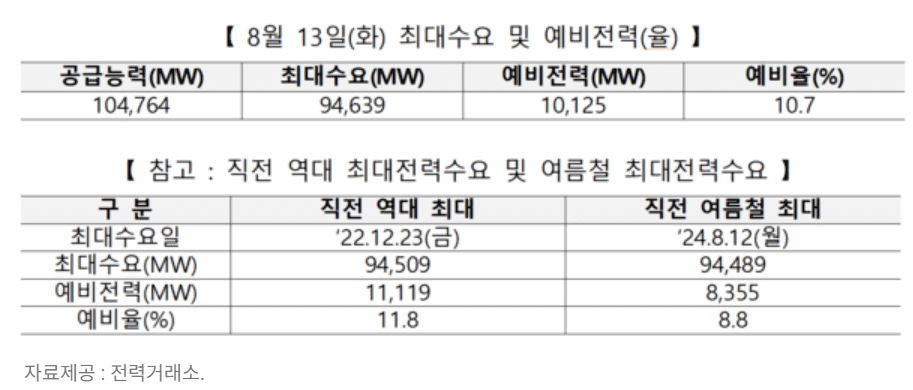 【 8월 13일(화) 최대수요 및 예비전력(율) 】
공급능력(MW) 최대수요(MW) 예비전력(MW) 예비율(%)
104,764 94,639 10,125 10.7
【 참고 : 직전 역대 최대전력수요 및 여름철 최대전력수요 】
구 분 직전 역대 최대 직전 여름철 최대
최대수요일 ‘22.12.23(금) ‘24.8.12(월)
최대수요(MW) 94,509 94,489
예비전력(MW) 11,119 8,355
예비율(%) 11.8 8.8
자료제공 : 전력거래소.